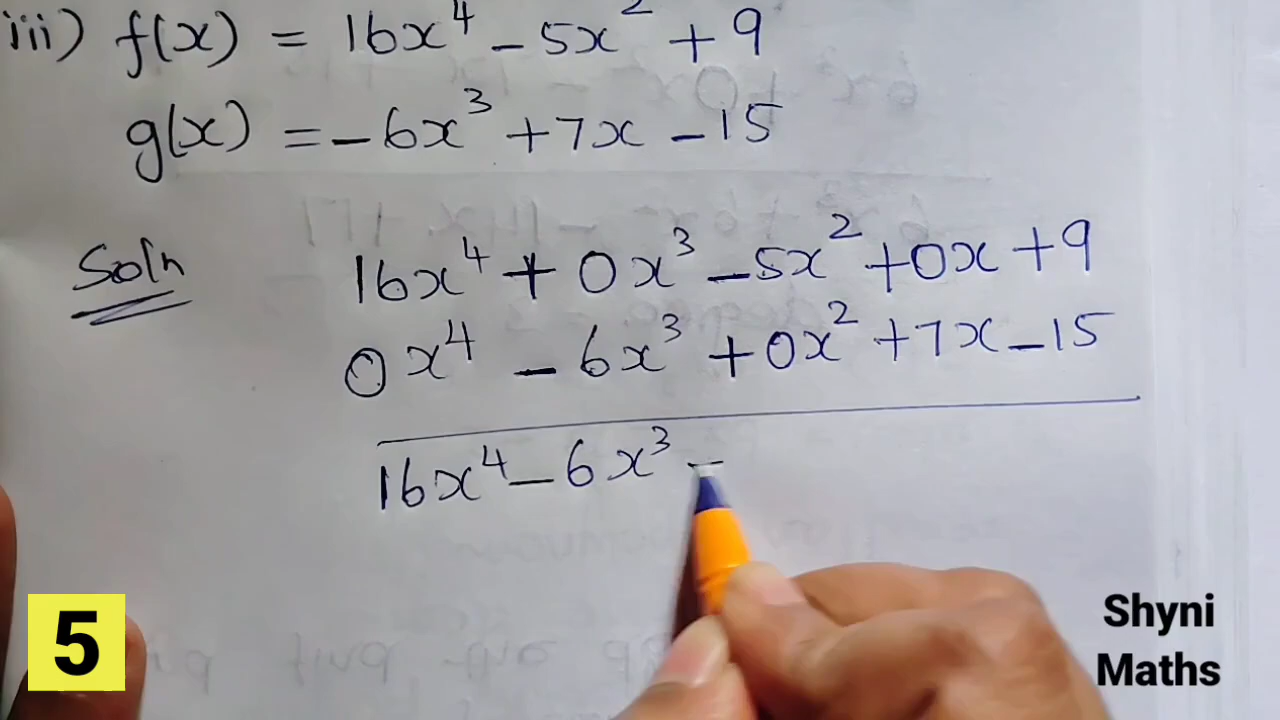 iii) f(x) = 16x⁴ - 5x² + 9
g(x) = -6x³ + 7x - 15
Soln
16x⁴ + 0x³ - 5x² + 0x + 9
0x⁴ - 6x³ + 0x² + 7x - 15
16x⁴ - 6x³ -
5
Shyni
Maths